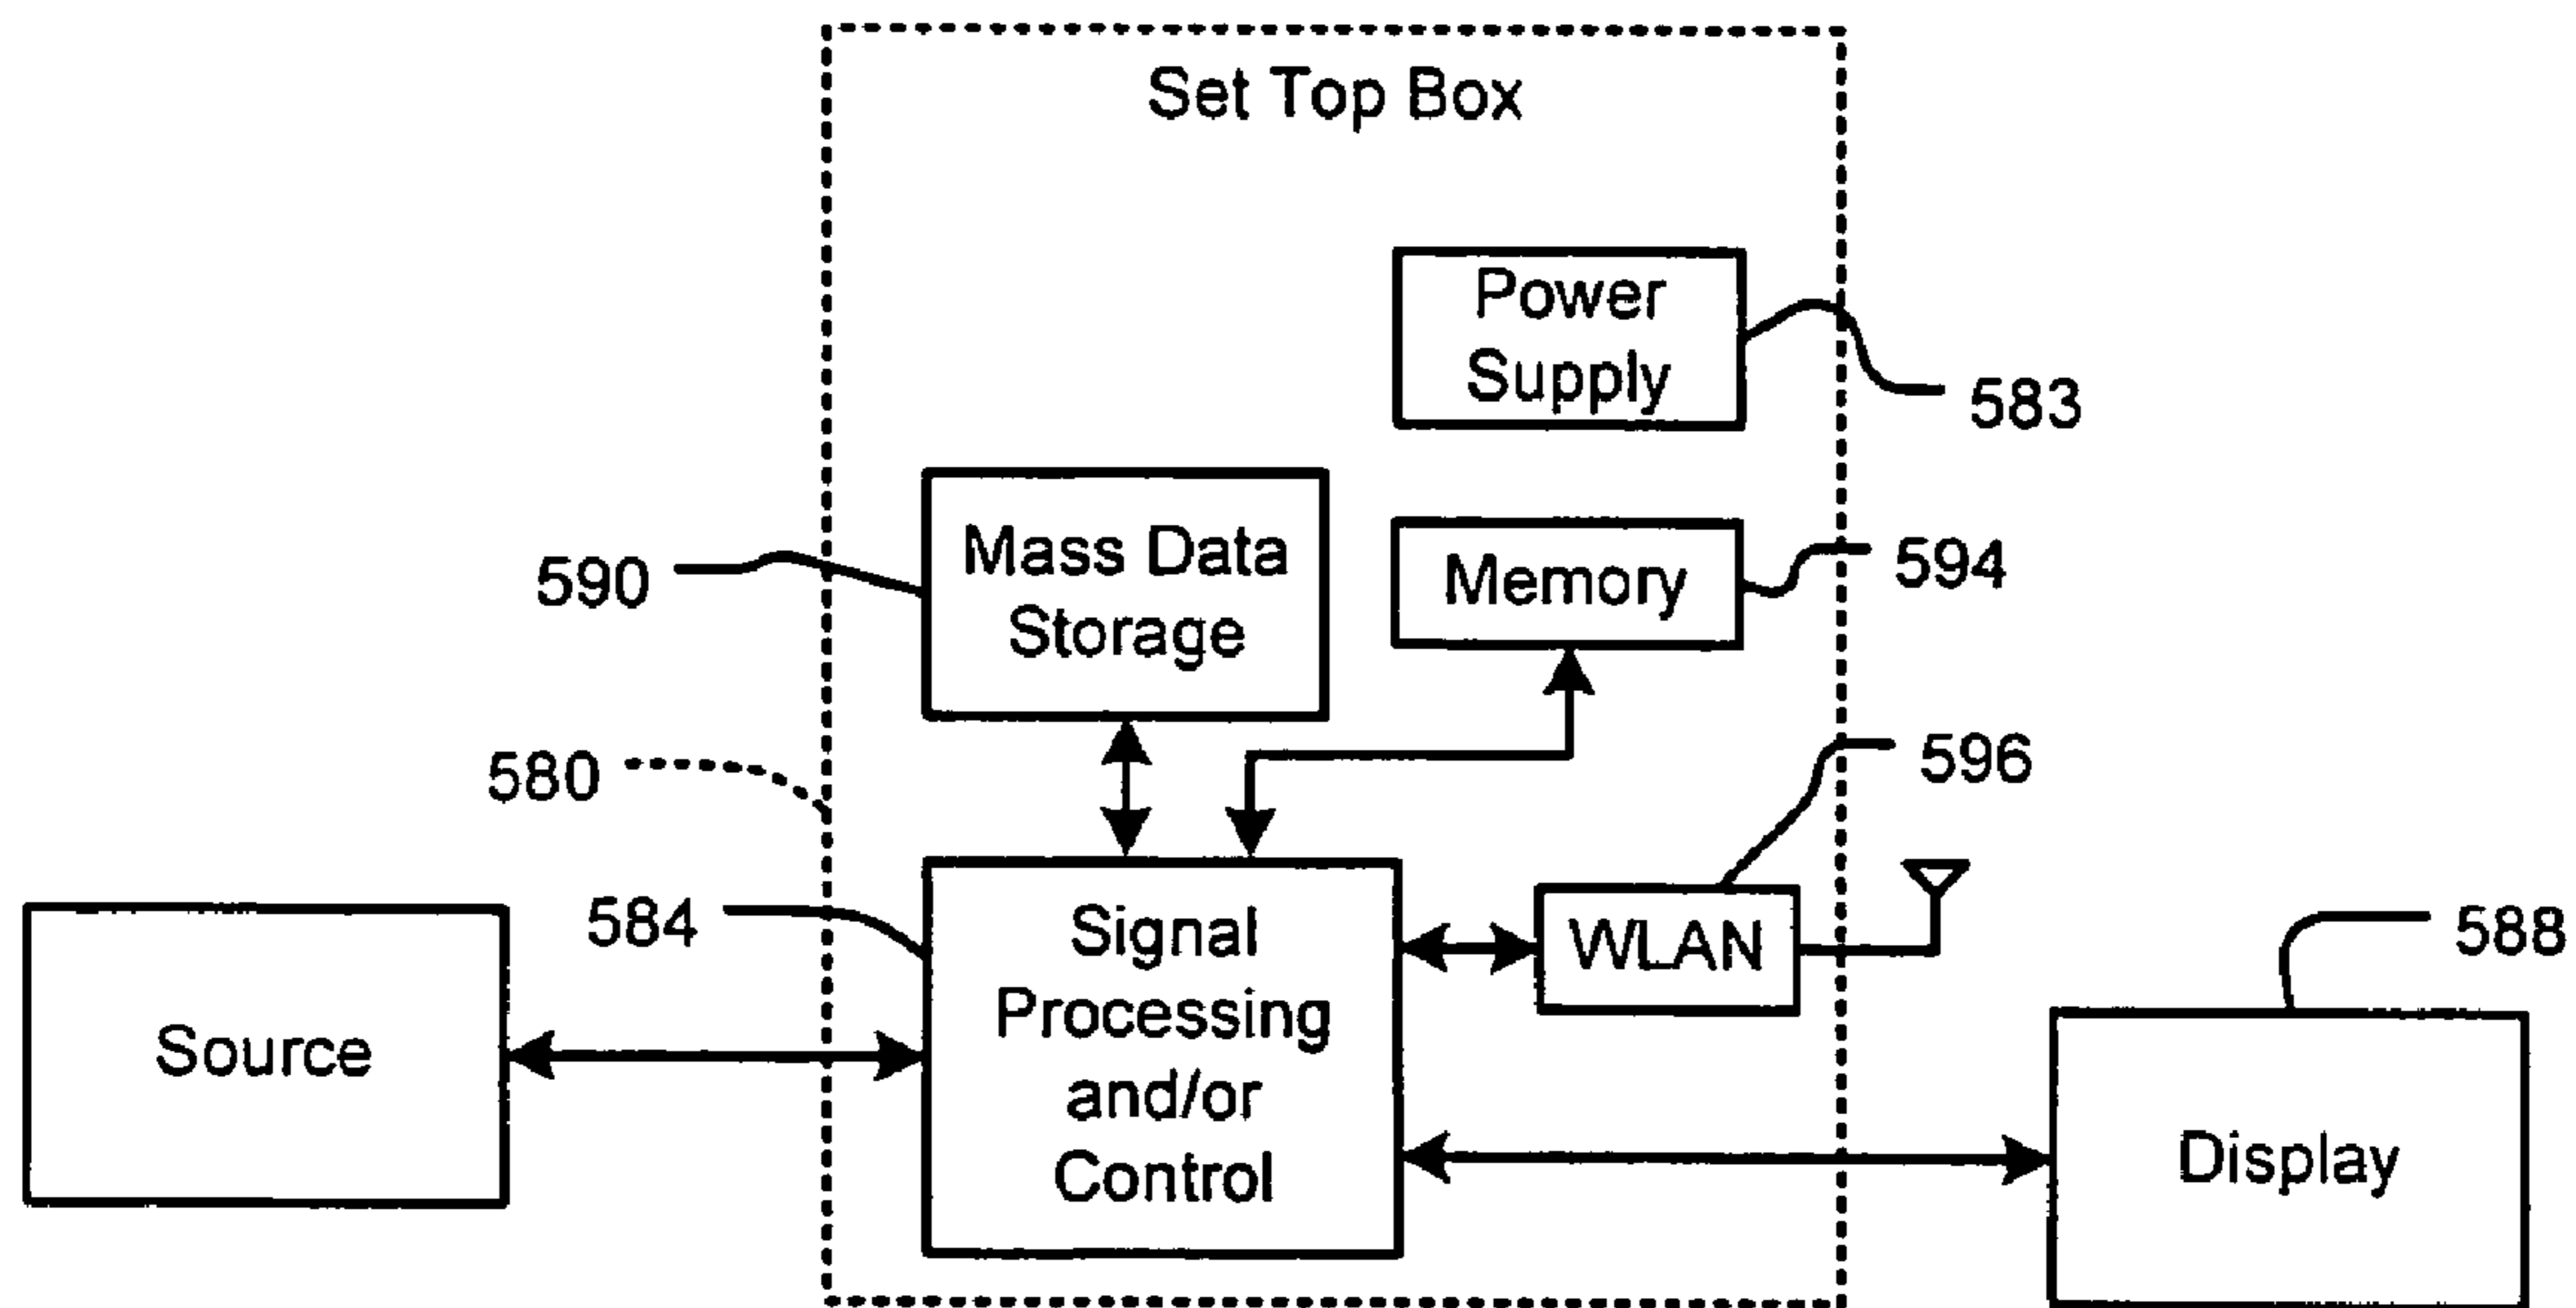 Set Top Box
Power
Supply
583
590
Mass Data
Storage
Memory
594
580
596
584
Source
Signal
Processing
and/or
Control
WLAN
588
Display